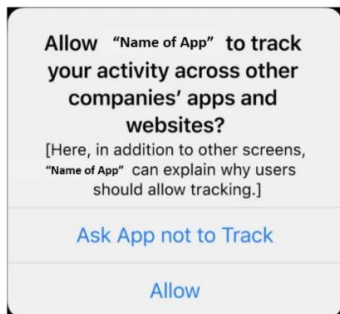 Allow “Name of App” to track
your activity across other
companies’ apps and
websites?
[Here, in addition to other screens,
“Name of App” can explain why users
should allow tracking.]
Ask App not to Track
Allow